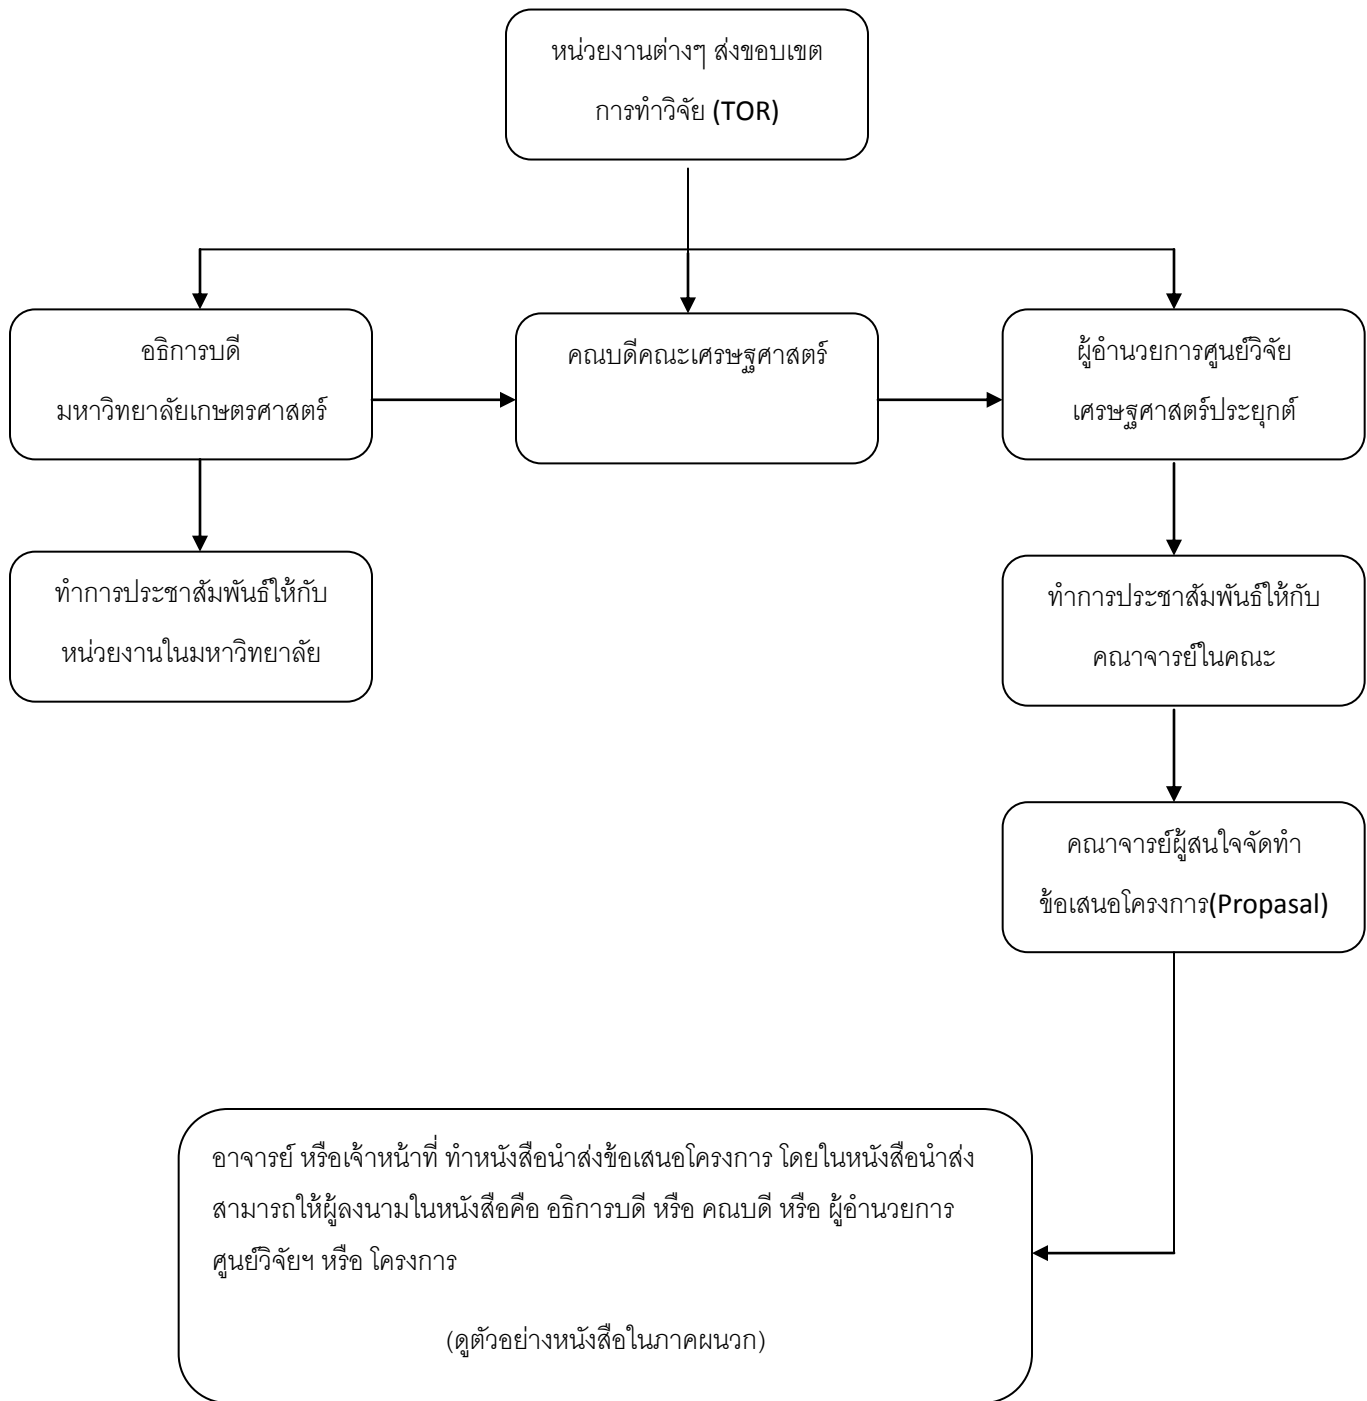 หน่วยงานต่างๆ ส่งขอบเขต
การทำวิจัย (TOR)
อธิการบดี
มหาวิทยาลัยเกษตรศาสตร์
คณบดีคณะเศรษฐศาสตร์
ผู้อำนวยการศูนย์วิจัย
เศรษฐศาสตร์ประยุกต์
ทำการประชาสัมพันธ์ให้กับ
หน่วยงานในมหาวิทยาลัย
ทำการประชาสัมพันธ์ให้กับ
คณาจารย์ในคณะ
คณาจารย์ผู้สนใจจัดทำ
ข้อเสนอโครงการ(Propasal)
อาจารย์ หรือเจ้าหน้าที่ ทำหนังสือนำส่งข้อเสนอโครงการ โดยในหนังสือนำส่ง
สามารถให้ผู้ลงนามในหนังสือคือ อธิการบดี หรือ คณบดี หรือ ผู้อำนวยการ
ศูนย์วิจัยฯ หรือ โครงการ
(ดูตัวอย่างหนังสือในภาคผนวก)